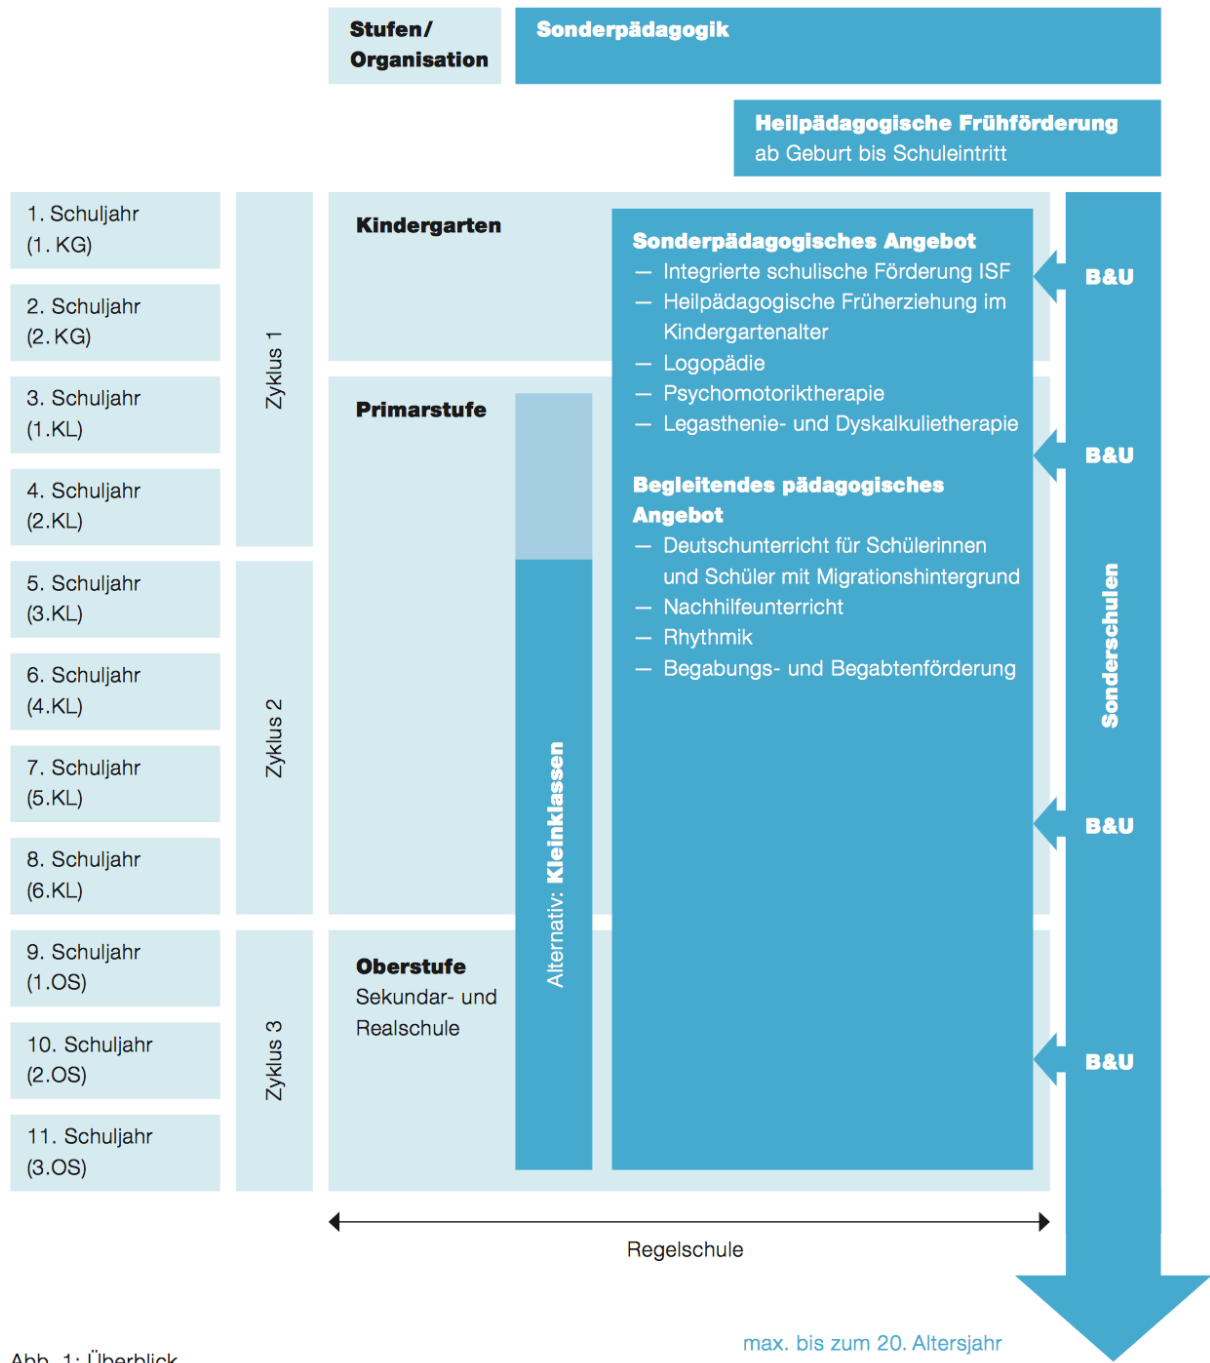 Stufen/
Organisation
Sonderpädagogik
Heilpädagogische Frühförderung
ab Geburt bis Schuleintritt
1. Schuljahr
(1. KG)
2. Schuljahr
(2. KG)
3. Schuljahr
(1.KL)
4. Schuljahr
(2.KL)
5. Schuljahr
(3.KL)
6. Schuljahr
(4.KL)
7. Schuljahr
(5.KL)
8. Schuljahr
(6.KL)
9. Schuljahr
(1.OS)
10. Schuljahr
(2.OS)
11. Schuljahr
(3.OS)
Zyklus 1
Zyklus 2
Zyklus 3
Kindergarten
Primarstufe
Oberstufe
Sekundar- und
Realschule
Alternativ: Kleinklassen
Sonderpädagogisches Angebot
— Integrierte schulische Förderung ISF
— Heilpädagogische Früherziehung im
Kindergartenalter
— Logopädie
— Psychomotoriktherapie
— Legasthenie- und Dyskalkulietherapie
Begleitendes pädagogisches
Angebot
— Deutschunterricht für Schülerinnen
und Schüler mit Migrationshintergrund
— Nachhilfeunterricht
— Rhythmik
— Begabungs- und Begabtenförderung
B&U
B&U
B&U
B&U
Sonderschulen
Regelschule
max. bis zum 20. Altersjahr
Abb. 1: Überblick